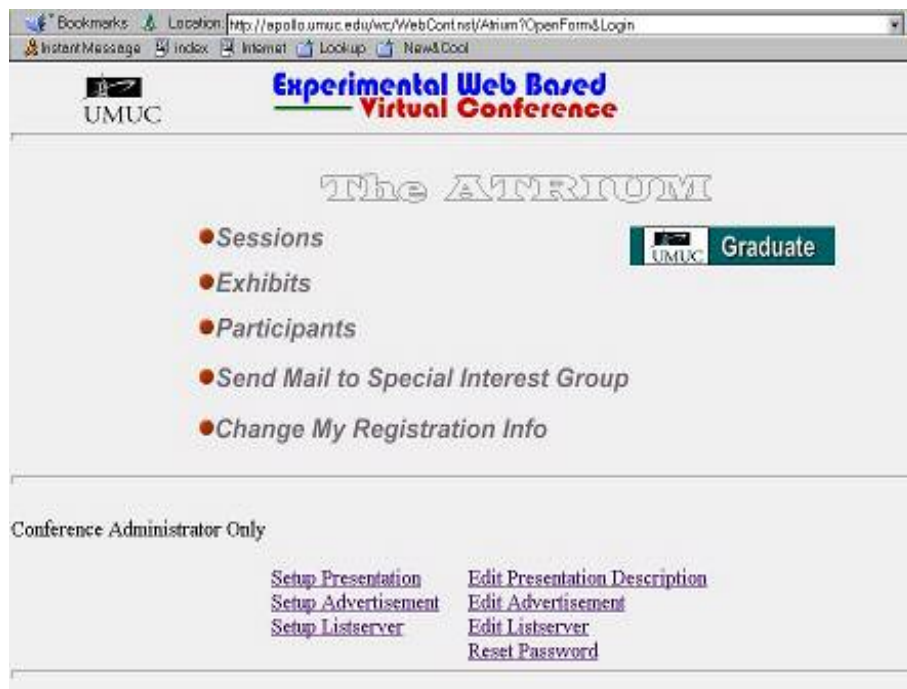 Bookmarks Location: http://apollo.umuc.edu/wc/WebConf.nsf/Atrium?OpenForm&Login
Instant Message index Internet Lookup New&Cool
UMUC
Experimental Web Based
Virtual Conference
The ATRIUM
Sessions
UMUC Graduate
Exhibits
Participants
Send Mail to Special Interest Group
Change My Registration Info
Conference Administrator Only
Setup Presentation Edit Presentation Description
Setup Advertisement Edit Advertisement
Setup Listserver Edit Listserver
Reset Password